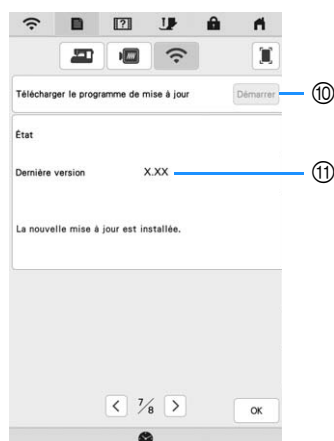 Télécharger le programme de mise à jour
Démarrer
⑩
État
Dernière version X.XX
⑪
La nouvelle mise à jour est installée.
< 7/8 >
OK